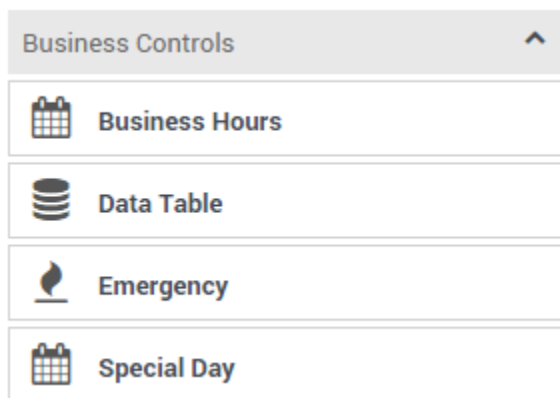 Business Controls
Business Hours
Data Table
Emergency
Special Day